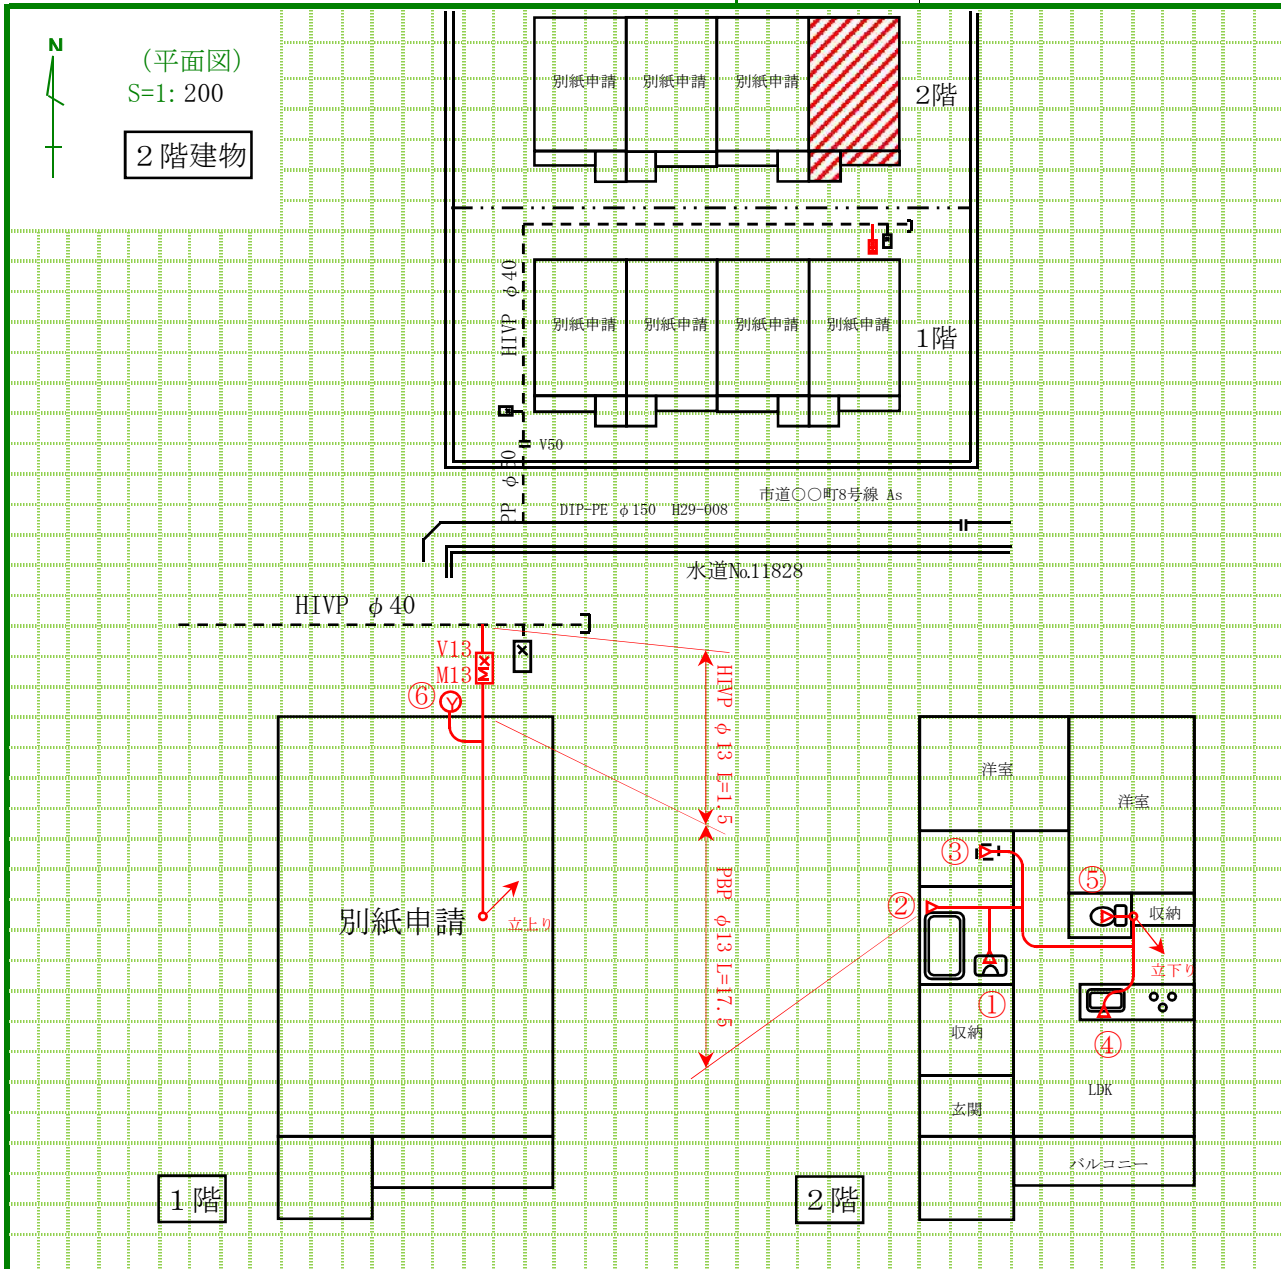 N
(平面図)
S=1: 200
２階建物
別紙申請
別紙申請
別紙申請
2階
HIVP φ40
別紙申請
別紙申請
別紙申請
別紙申請
1階
V50
PP φ50
市道○○町8号線 As
DIP-PE φ150 H29-008
水道No.11828
HIVP φ40
V13
M13
⑥
Y
HIVP φ13 L=1.5
PBP φ13 L=17.5
別紙申請
立上り
1階
洋室
洋室
③
②
⑤
収納
立下り
①
④
収納
LDK
玄関
バルコニー
2階